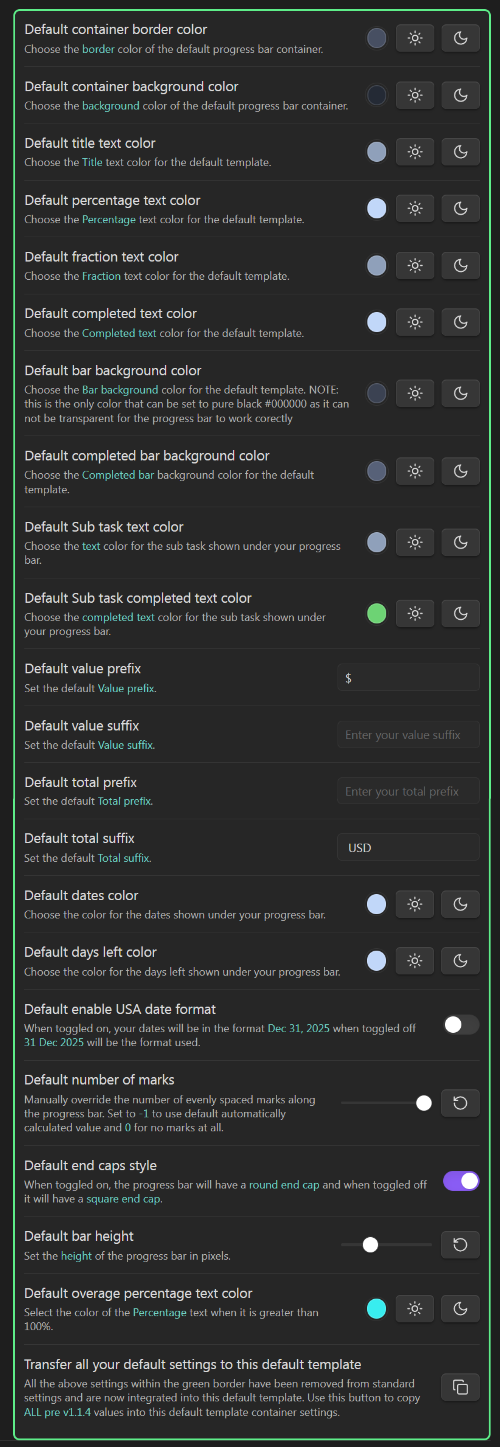 Default container border color
Choose the border color of the default progress bar container.
Default container background color
Choose the background color of the default progress bar container.
Default title text color
Choose the Title text color for the default template.
Default percentage text color
Choose the Percentage text color for the default template.
Default fraction text color
Choose the Fraction text color for the default template.
Default completed text color
Choose the Completed text color for the default template.
Default bar background color
Choose the Bar background color for the default template. NOTE:
this is the only color that can be set to pure black #000000 as it can
not be transparent for the progress bar to work corectly
Default completed bar background color
Choose the Completed bar background color for the default
template.
Default Sub task text color
Choose the text color for the sub task shown under your progress
bar.
Default Sub task completed text color
Choose the completed text color for the sub task shown under
your progress bar.
Default value prefix
Set the default Value prefix.
$
Default value suffix
Set the default Value suffix.
Enter your value suffix
Default total prefix
Set the default Total prefix.
Enter your total prefix
Default total suffix
Set the default Total suffix.
USD
Default dates color
Choose the color for the dates shown under your progress bar.
Default days left color
Choose the color for the days left shown under your progress bar.
Default enable USA date format
When toggled on, your dates will be in the format Dec 31, 2025 when toggled off
31 Dec 2025 will be the format used.
Default number of marks
Manually override the number of evenly spaced marks along
the progress bar. Set to -1 to use default automatically
calculated value and 0 for no marks at all.
Default end caps style
When toggled on, the progress bar will have a round end cap and when toggled off
it will have a square end cap.
Default bar height
Set the height of the progress bar in pixels.
Default overage percentage text color
Select the color of the Percentage text when it is greater than
100%.
Transfer all your default settings to this default template
All the above settings within the green border have been removed from standard
settings and are now integrated into this default template. Use this button to copy
ALL pre v1.1.4 values into this default template container settings.